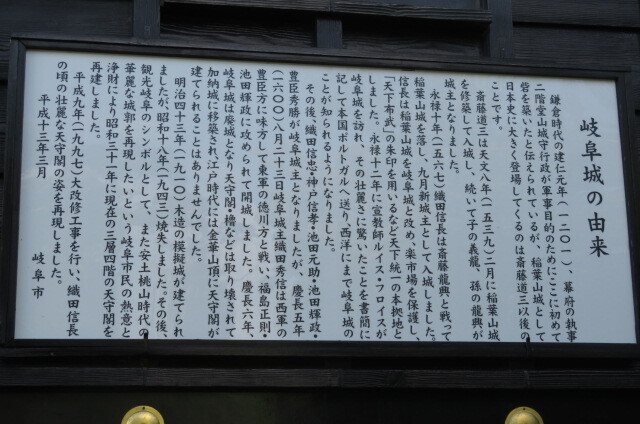 岐阜城の由来
鎌倉時代の建仁元年(一二〇一)、幕府の執事
二階堂山城守行政が軍事目的のためにここに初めて
砦を築いたと伝えられているが、稲葉山城として
日本史に大きく登場してくるのは斎藤道三以後の
ことです。
斎藤道三は天文八年(一五三九)二月に稲葉山城
を修築して入城し、続いて子の義龍、孫の龍興が
城主となりました。
永禄十年(一五六七)織田信長は斎藤龍興と戦って
稲葉山城を落し、九月新城主として入城しました。
信長は稲葉山城を岐阜城と改め楽市場を保護し、
「天下布武」の朱印を用いるなど天下統一の本拠地と
しました。永禄十二年に宣教師ルイス・フロイスが
岐阜城を訪れ、その壮麗さに驚いたことを書簡に
記して本国ポルトガルへ送り、西洋にまで岐阜城の
ことが知られるようになりました。
その後、織田信忠・神戸信孝・池田元助・池田輝政・
豊臣秀勝が岐阜城主となりましたが、慶長五年
(一六〇〇)八月二十三日岐阜城主織田秀信は西軍の
豊臣方に味方して東軍の徳川方と戦い、福島正則・
池田輝政に攻められて開城しました。慶長六年、
岐阜城は廃城となり天守閣・櫓などは取り壊されて
加納城に移築され江戸時代には金華山頂に天守閣が
建てられることはありませんでした。
明治四十三年(一九一〇)木造の模擬城が建てられ
ましたが、昭和十八年(一九四三)焼失しました。その後、
観光岐阜のシンボルとして、また安土桃山時代の
華麗な城郭を再現したいという岐阜市民の熱意と
浄財により昭和三十一年に現在の三層四階の天守閣を
再建しました。
平成九年(一九九七)大改修工事を行い、織田信長
の頃の壮麗な天守閣の姿を再現しました。
平成十三年三月　岐阜市